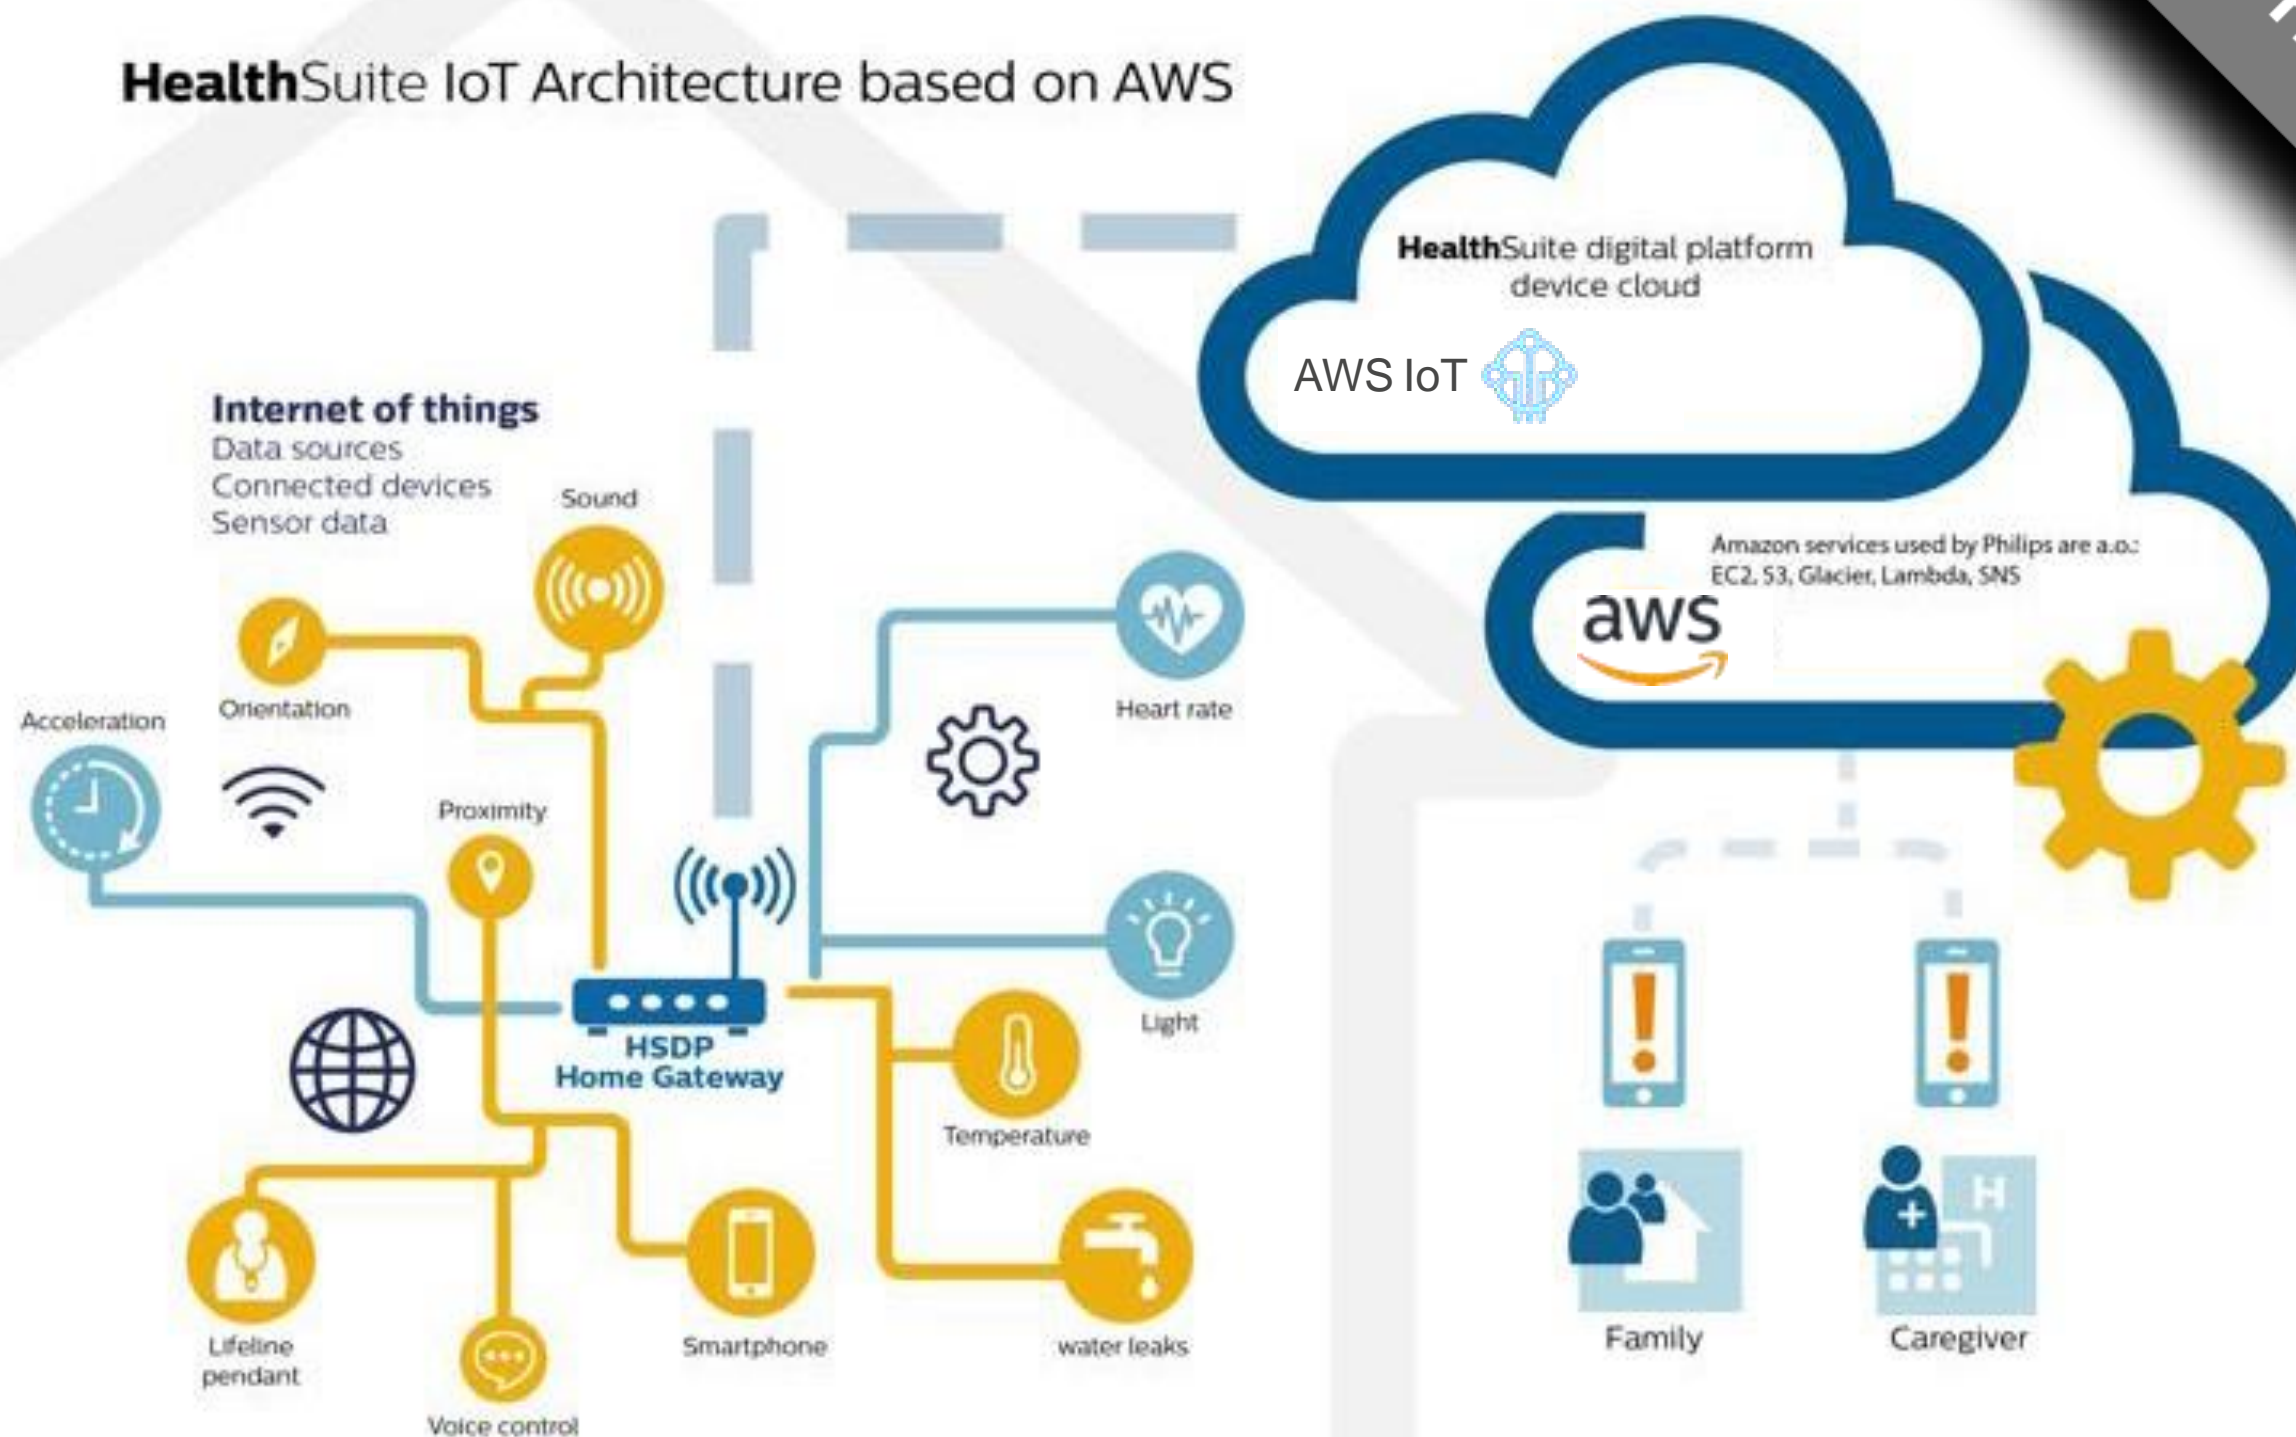 HealthSuite IoT Architecture based on AWS
HealthSuite digital platform
device cloud
AWS IoT
Amazon services used by Philips are a.o.:
EC2, S3, Glacier, Lambda, SNS
aws
Internet of things
Data sources
Connected devices
Sensor data
Sound
Orientation
Acceleration
Proximity
Heart rate
Light
HSDP
Home Gateway
Temperature
Lifeline
pendant
Voice control
Smartphone
water leaks
H
Family
Caregiver